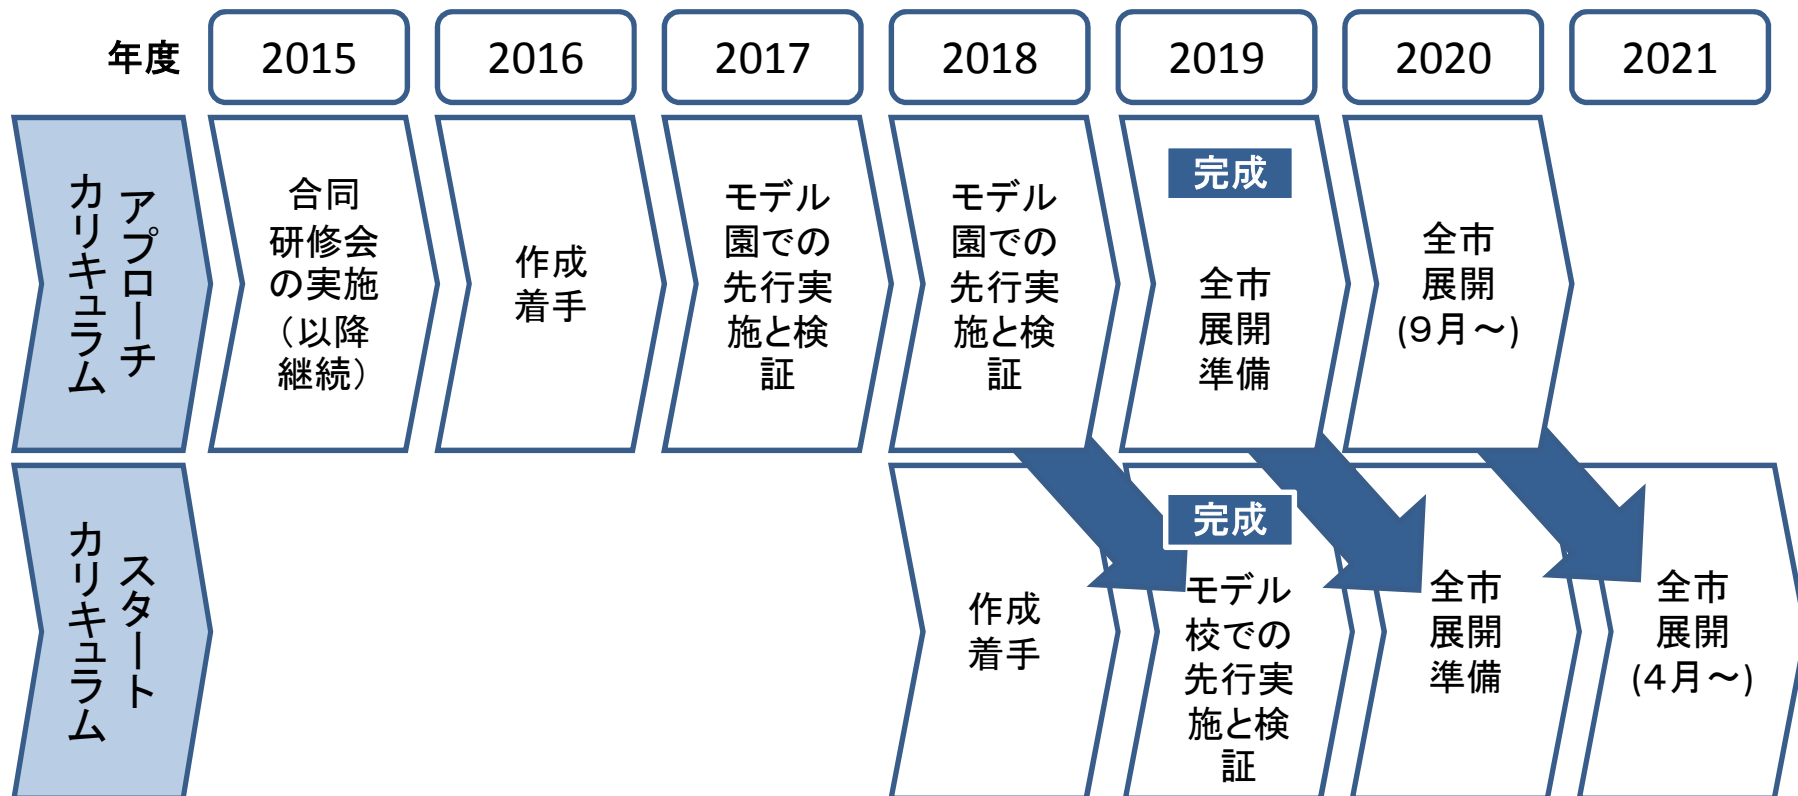 年度
2015
2016
2017
2018
2019
2020
2021
アプローチ
カリキュラム
合同
研修会
の実施
（以降
継続）
作成
着手
モデル
園での
先行実
施と検
証
モデル
園での
先行実
施と検
証
完成
全市
展開
準備
全市
展開
(９月～)
スタート
カリキュラム
作成
着手
完成
モデル
校での
先行実
施と検
証
全市
展開
準備
全市
展開
(４月～)